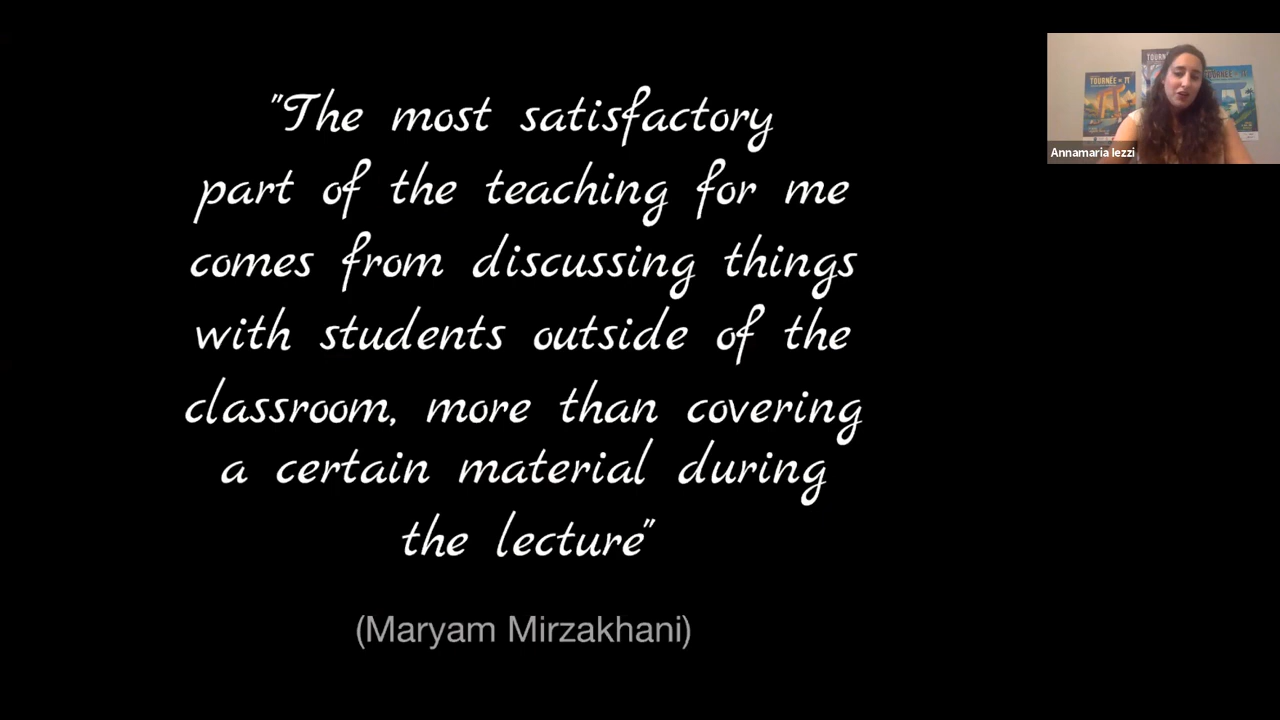 "The most satisfactory
part of the teaching for me
comes from discussing things
with students outside of the
classroom, more than covering
a certain material during
the lecture"
(Maryam Mirzakhani)
TOURNÉE
Annamaria Iezzi